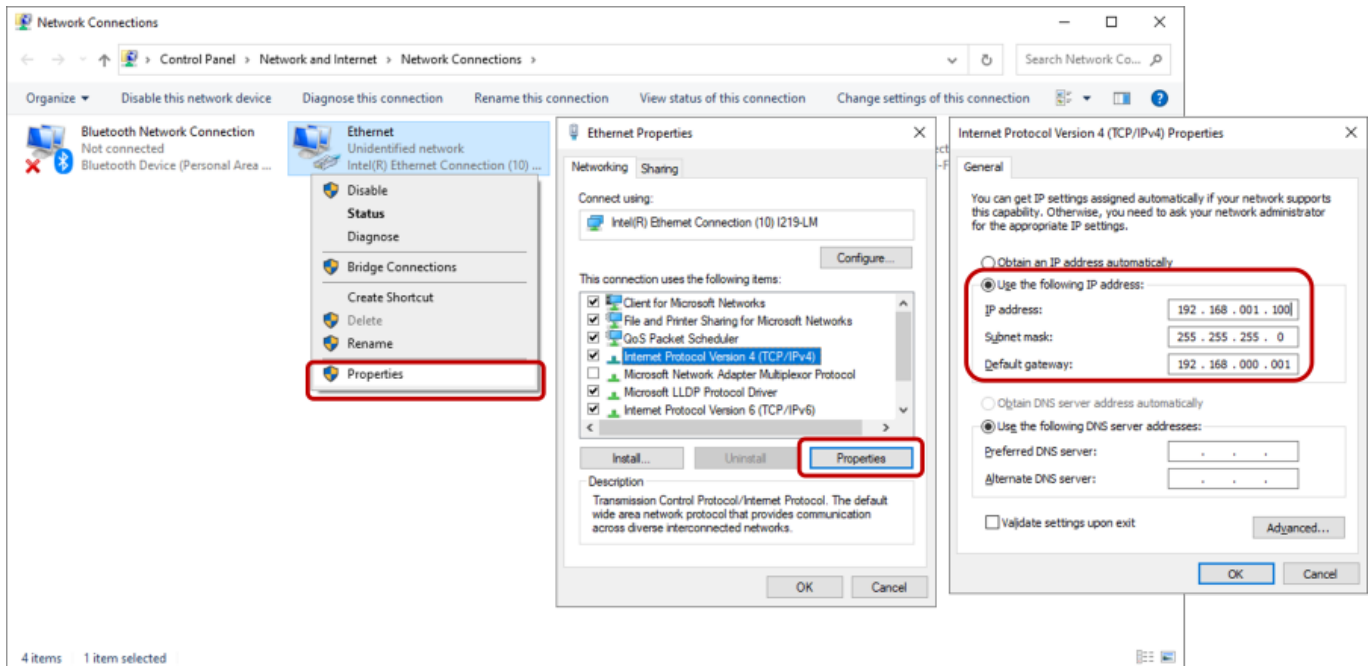 Network Connections
Control Panel > Network and Internet > Network Connections >
Search Network Co...
Organize Disable this network device Diagnose this connection Rename this connection View status of this connection Change settings of this connection
Bluetooth Network Connection
Not connected
Bluetooth Device (Personal Area ...
Ethernet
Unidentified network
Intel(R) Ethernet Connection (10) ...
Disable
Status
Diagnose
Bridge Connections
Create Shortcut
Delete
Rename
Properties
4 items 1 item selected
Ethernet Properties
Networking Sharing
Connect using:
Intel(R) Ethernet Connection (10) I219-LM
Configure...
This connection uses the following items:
Client for Microsoft Networks
File and Printer Sharing for Microsoft Networks
QoS Packet Scheduler
Internet Protocol Version 4 (TCP/IPv4)
Microsoft Network Adapter Multiplexor Protocol
Microsoft LLDP Protocol Driver
Internet Protocol Version 6 (TCP/IPv6)
Install... Uninstall Properties
Description
Transmission Control Protocol/Internet Protocol. The default
wide area network protocol that provides communication
across diverse interconnected networks.
OK Cancel
Internet Protocol Version 4 (TCP/IPv4) Properties
General
You can get IP settings assigned automatically if your network supports
this capability. Otherwise, you need to ask your network administrator
for the appropriate IP settings.
Obtain an IP address automatically
Use the following IP address:
IP address: 192 . 168 . 001 . 100
Subnet mask: 255 . 255 . 255 . 0
Default gateway: 192 . 168 . 000 . 001
Obtain DNS server address automatically
Use the following DNS server addresses:
Preferred DNS server: . . .
Alternate DNS server: . . .
Validate settings upon exit
Advanced...
OK Cancel